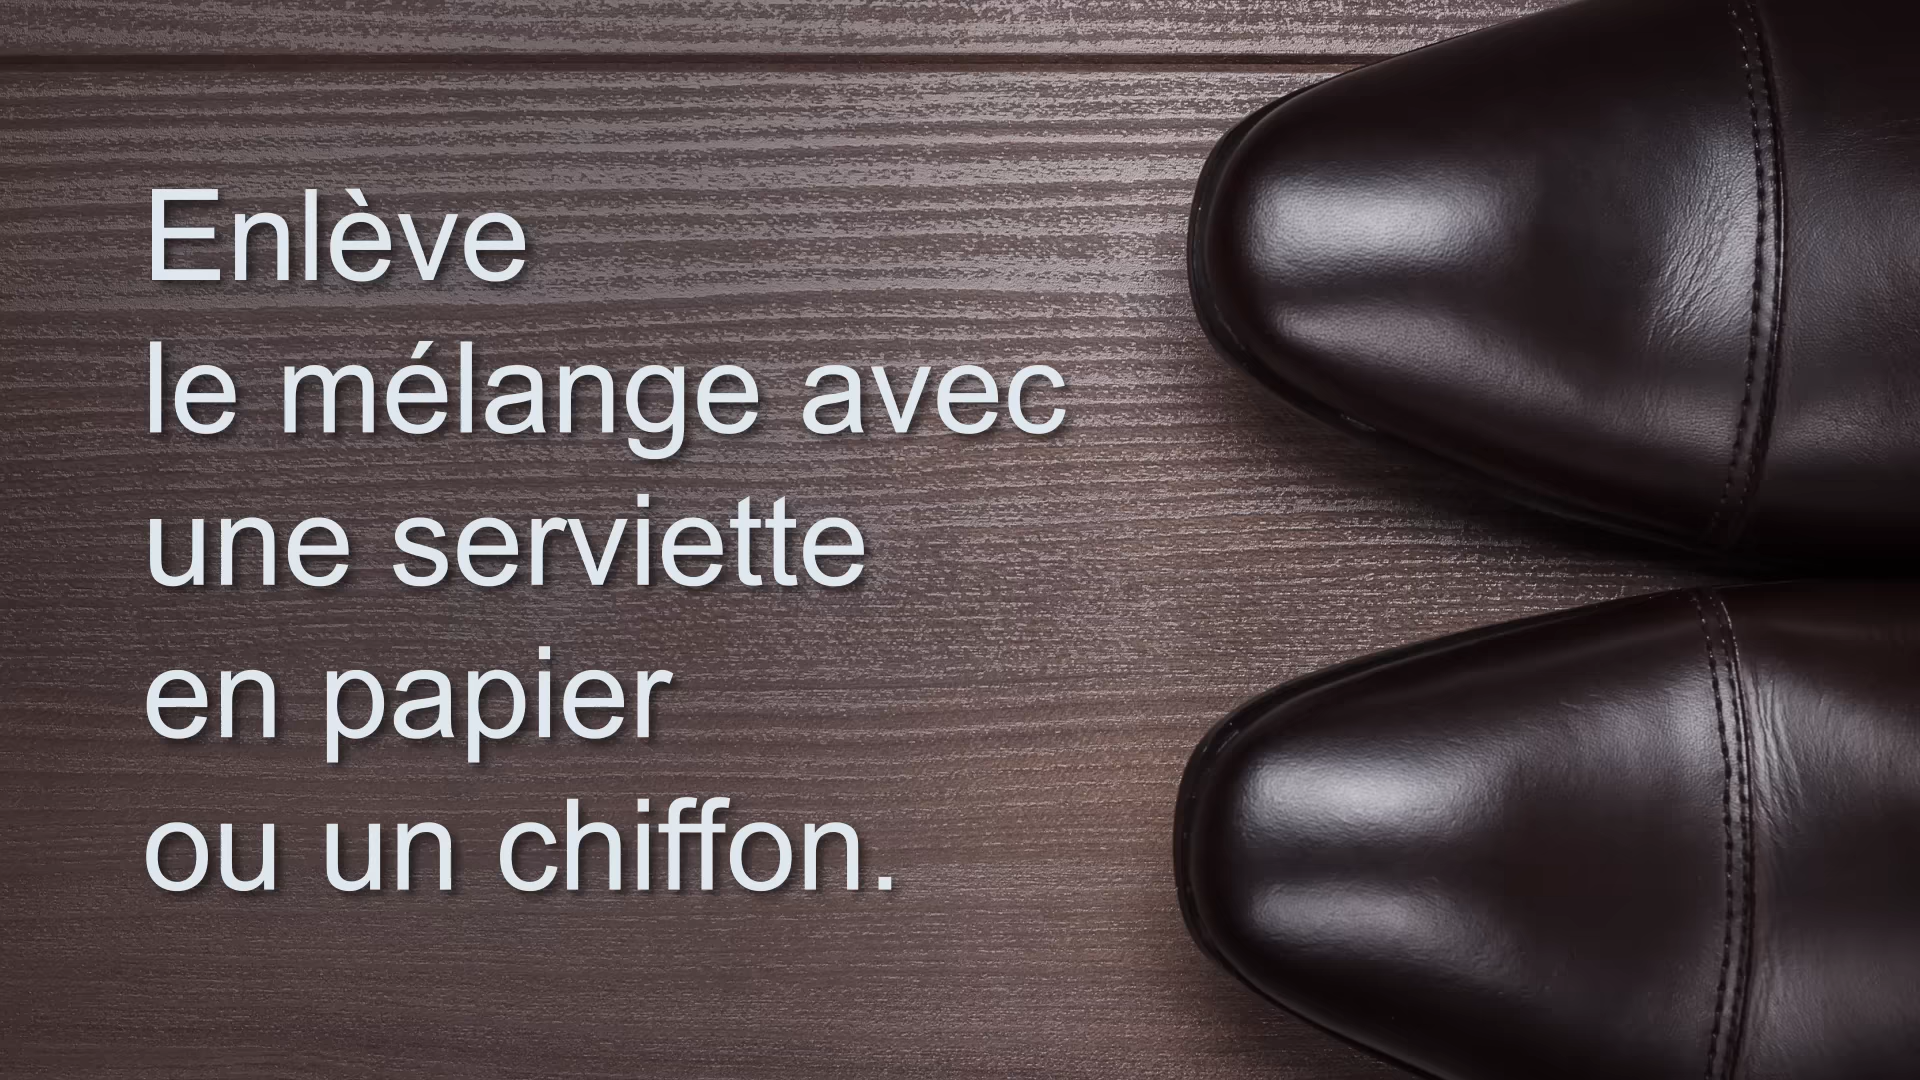 Enlève
le mélange avec
une serviette
en papier
ou un chiffon.